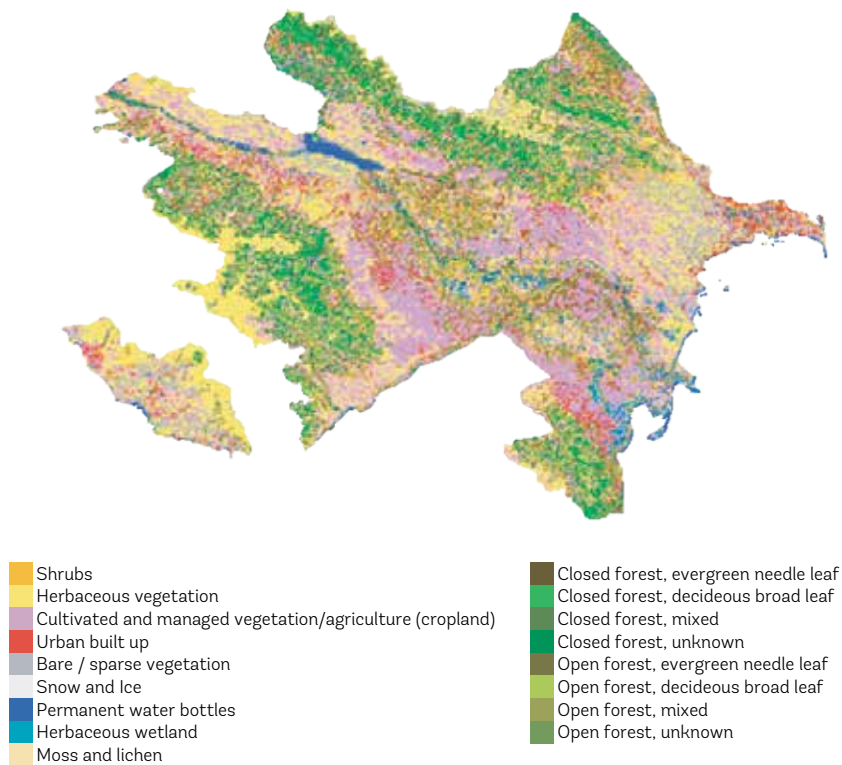 Shrubs
Herbaceous vegetation
Cultivated and managed vegetation/agriculture (cropland)
Urban built up
Bare / sparse vegetation
Snow and Ice
Permanent water bottles
Herbaceous wetland
Moss and lichen
Closed forest, evergreen needle leaf
Closed forest, decideous broad leaf
Closed forest, mixed
Closed forest, unknown
Open forest, evergreen needle leaf
Open forest, decideous broad leaf
Open forest, mixed
Open forest, unknown